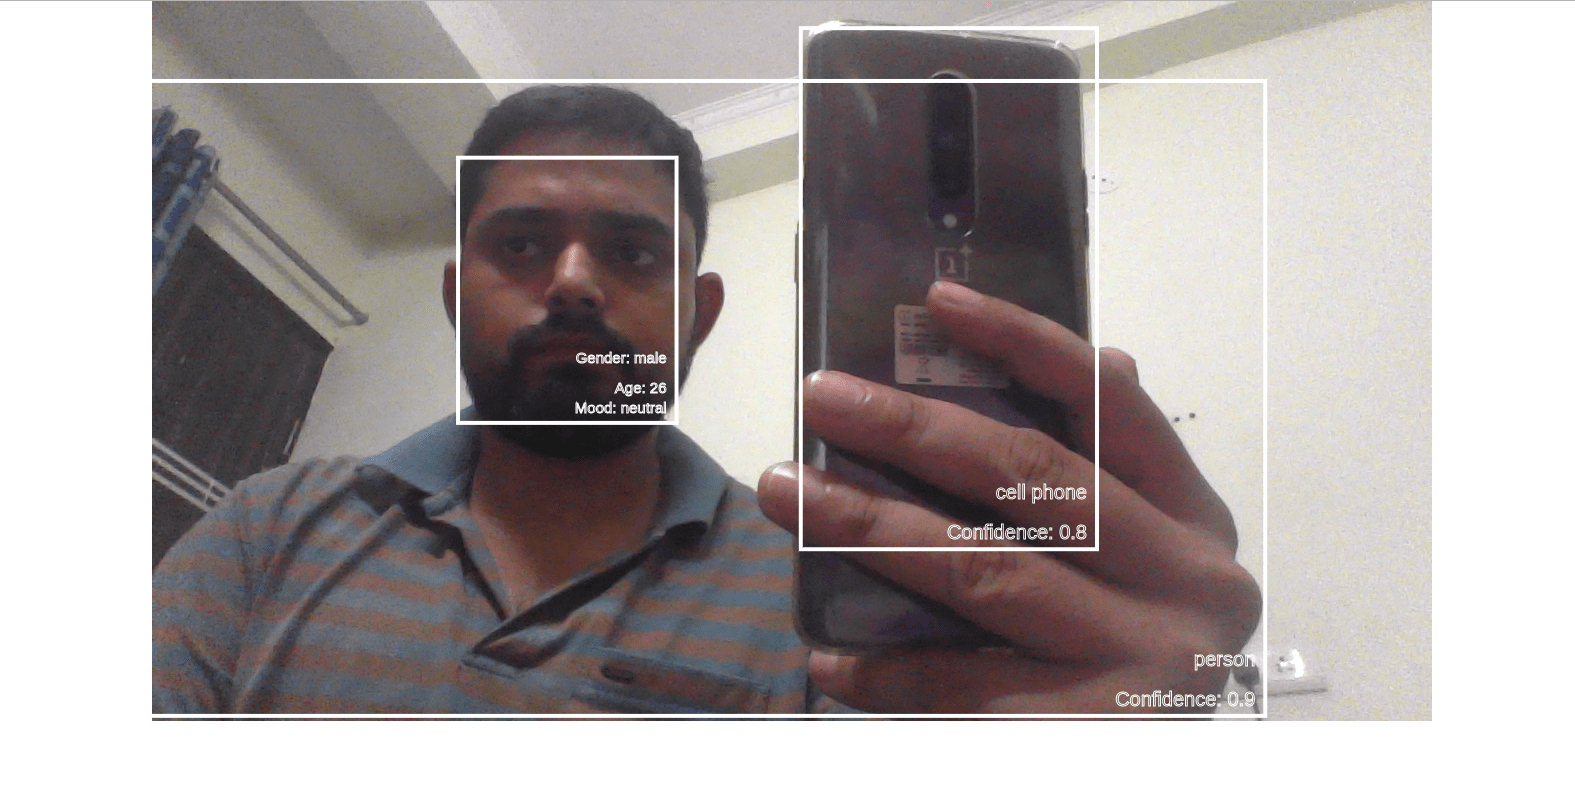 Gender: male
Age: 26
Mood: neutral
cell phone
Confidence: 0.8
person
Confidence: 0.9